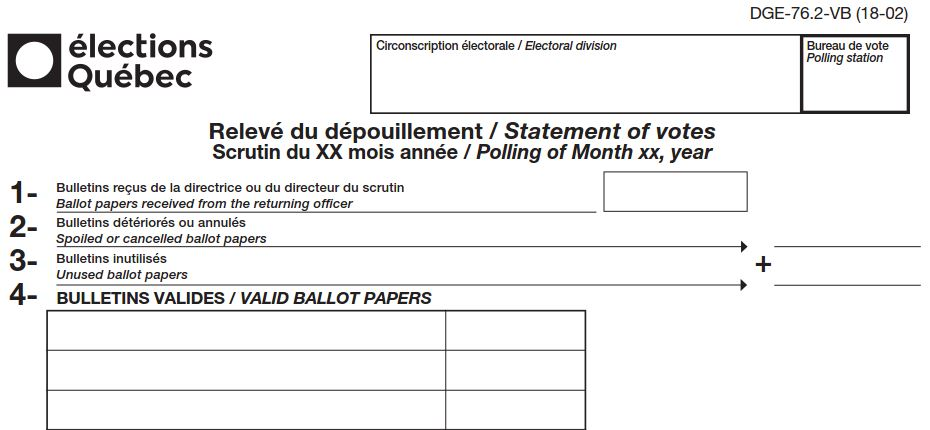 DGE-76.2-VB (18-02)
élections
Québec
Circonscription électorale / Electoral division
Bureau de vote
Polling station
Relevé du dépouillement / Statement of votes
Scrutin du XX mois année / Polling of Month xx, year
1- Bulletins reçus de la directrice ou du directeur du scrutin
Ballot papers received from the returning officer
2- Bulletins détériorés ou annulés
Spoiled or cancelled ballot papers
3- Bulletins inutilisés
Unused ballot papers
+
4- BULLETINS VALIDES / VALID BALLOT PAPERS